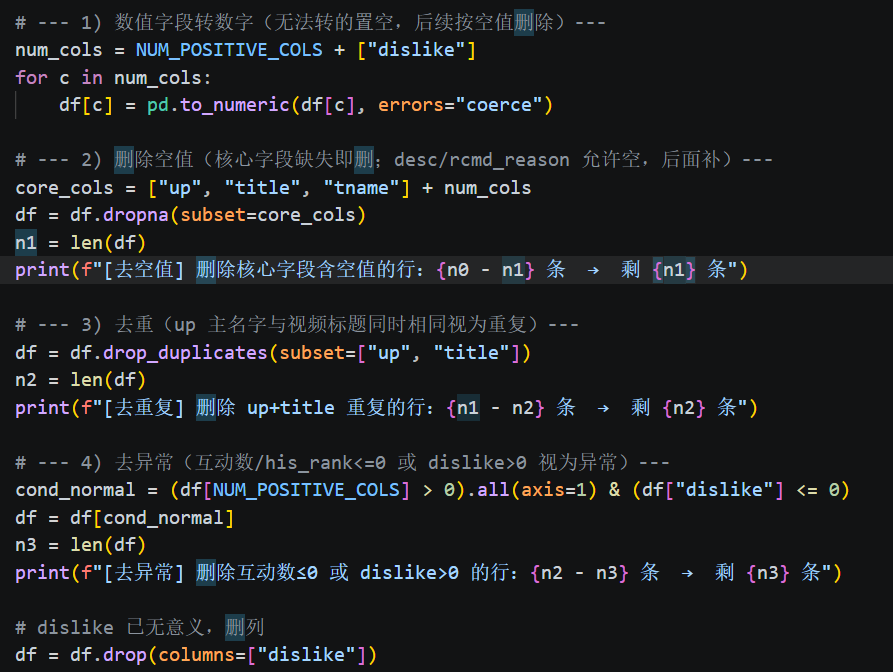 # --- 1) 数值字段转数字（无法转的置空，后续按空值删除）---
num_cols = NUM_POSITIVE_COLS + ["dislike"]
for c in num_cols:
    df[c] = pd.to_numeric(df[c], errors="coerce")
# --- 2) 删除空值（核心字段缺失即删；desc/rcmd_reason 允许空，后面补）---
core_cols = ["up", "title", "tname"] + num_cols
df = df.dropna(subset=core_cols)
n1 = len(df)
print(f"[去空值] 删除核心字段含空值的行：{n0 - n1} 条 → 剩 {n1} 条")
# --- 3) 去重（up 主名字与视频标题同时相同视为重复）---
df = df.drop_duplicates(subset=["up", "title"])
n2 = len(df)
print(f"[去重复] 删除 up+title 重复的行：{n1 - n2} 条 → 剩 {n2} 条")
# --- 4) 去异常（互动数/his_rank<=0 或 dislike>0 视为异常）---
cond_normal = (df[NUM_POSITIVE_COLS] > 0).all(axis=1) & (df["dislike"] <= 0)
df = df[cond_normal]
n3 = len(df)
print(f"[去异常] 删除互动数≤0 或 dislike>0 的行：{n2 - n3} 条 → 剩 {n3} 条")
# dislike 已无意义，删列
df = df.drop(columns=["dislike"])